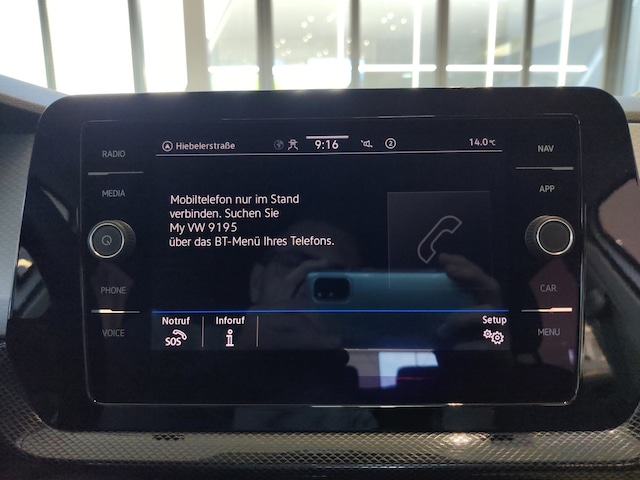 RADIO
MEDIA
PHONE
VOICE
Hiebelerstraße
9:16
2
14.0°C
NAV
APP
CAR
MENU
Mobiltelefon nur im Stand
verbinden. Suchen Sie
My VW 9195
über das BT-Menü Ihres Telefons.
Notruf
SOS
Inforuf
i
Setup